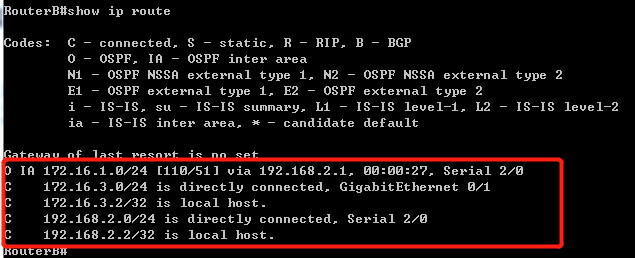 RouterB#show ip route
Codes:  C - connected, S - static, R - RIP, B - BGP
O - OSPF, IA - OSPF inter area
N1 - OSPF NSSA external type 1, N2 - OSPF NSSA external type 2
E1 - OSPF external type 1, E2 - OSPF external type 2
i - IS-IS, su - IS-IS summary, L1 - IS-IS level-1, L2 - IS-IS level-2
ia - IS-IS inter area, * - candidate default
Gateway of last resort is no set
O IA 172.16.1.0/24 [110/51] via 192.168.2.1, 00:00:27, Serial 2/0
C    172.16.3.0/24 is directly connected, GigabitEthernet 0/1
C    172.16.3.2/32 is local host.
C    192.168.2.0/24 is directly connected, Serial 2/0
C    192.168.2.2/32 is local host.
RouterB#